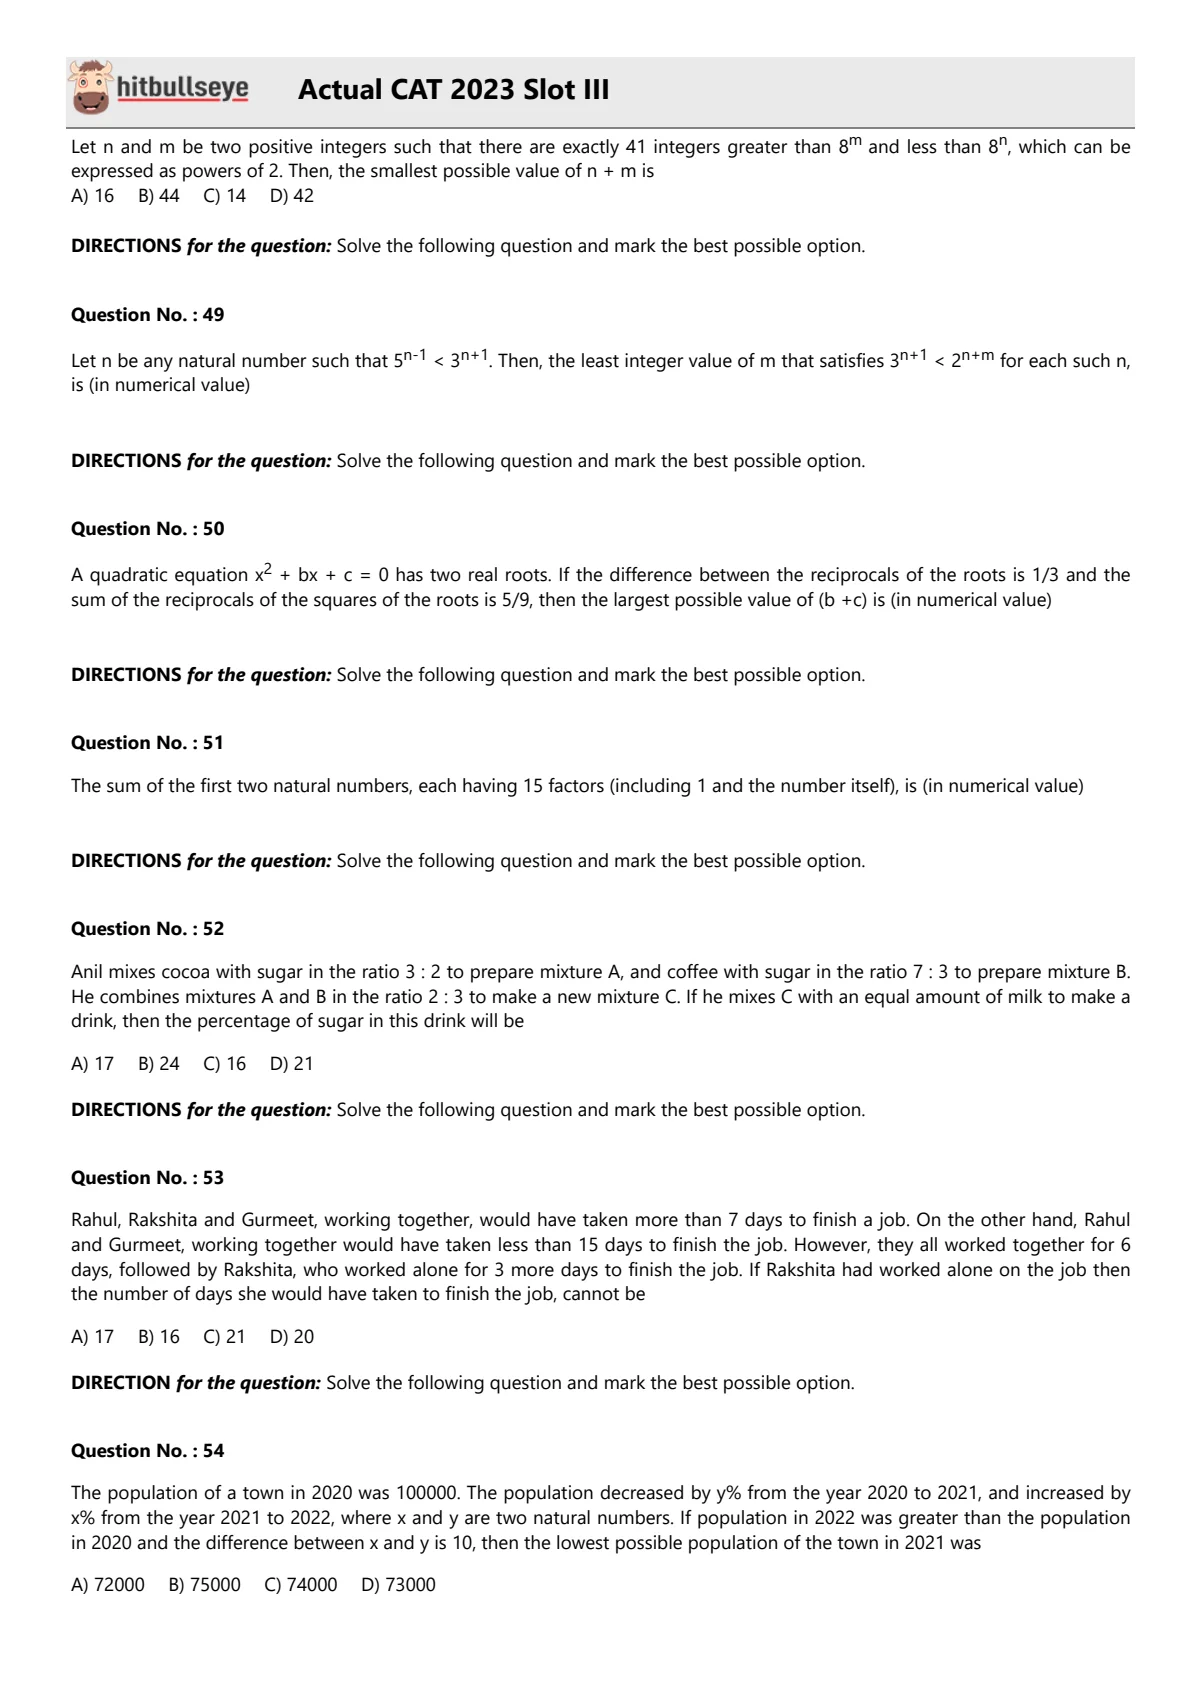 hitbullseye Actual CAT 2023 Slot III
Let n and m be two positive integers such that there are exactly 41 integers greater than 8^m and less than 8^n, which can be
expressed as powers of 2. Then, the smallest possible value of n + m is
A) 16 B) 44 C) 14 D) 42
DIRECTIONS for the question: Solve the following question and mark the best possible option.
Question No. : 49
Let n be any natural number such that 5^n-1 < 3^n+1. Then, the least integer value of m that satisfies 3^n+1 < 2^n+m for each such n,
is (in numerical value)
DIRECTIONS for the question: Solve the following question and mark the best possible option.
Question No. : 50
A quadratic equation x^2 + bx + c = 0 has two real roots. If the difference between the reciprocals of the roots is 1/3 and the
sum of the reciprocals of the squares of the roots is 5/9, then the largest possible value of (b +c) is (in numerical value)
DIRECTIONS for the question: Solve the following question and mark the best possible option.
Question No. : 51
The sum of the first two natural numbers, each having 15 factors (including 1 and the number itself), is (in numerical value)
DIRECTIONS for the question: Solve the following question and mark the best possible option.
Question No. : 52
Anil mixes cocoa with sugar in the ratio 3 : 2 to prepare mixture A, and coffee with sugar in the ratio 7 : 3 to prepare mixture B.
He combines mixtures A and B in the ratio 2 : 3 to make a new mixture C. If he mixes C with an equal amount of milk to make a
drink, then the percentage of sugar in this drink will be
A) 17 B) 24 C) 16 D) 21
DIRECTIONS for the question: Solve the following question and mark the best possible option.
Question No. : 53
Rahul, Rakshita and Gurmeet, working together, would have taken more than 7 days to finish a job. On the other hand, Rahul
and Gurmeet, working together would have taken less than 15 days to finish the job. However, they all worked together for 6
days, followed by Rakshita, who worked alone for 3 more days to finish the job. If Rakshita had worked alone on the job then
the number of days she would have taken to finish the job, cannot be
A) 17 B) 16 C) 21 D) 20
DIRECTION for the question: Solve the following question and mark the best possible option.
Question No. : 54
The population of a town in 2020 was 100000. The population decreased by y% from the year 2020 to 2021, and increased by
x% from the year 2021 to 2022, where x and y are two natural numbers. If population in 2022 was greater than the population
in 2020 and the difference between x and y is 10, then the lowest possible population of the town in 2021 was
A) 72000 B) 75000 C) 74000 D) 73000